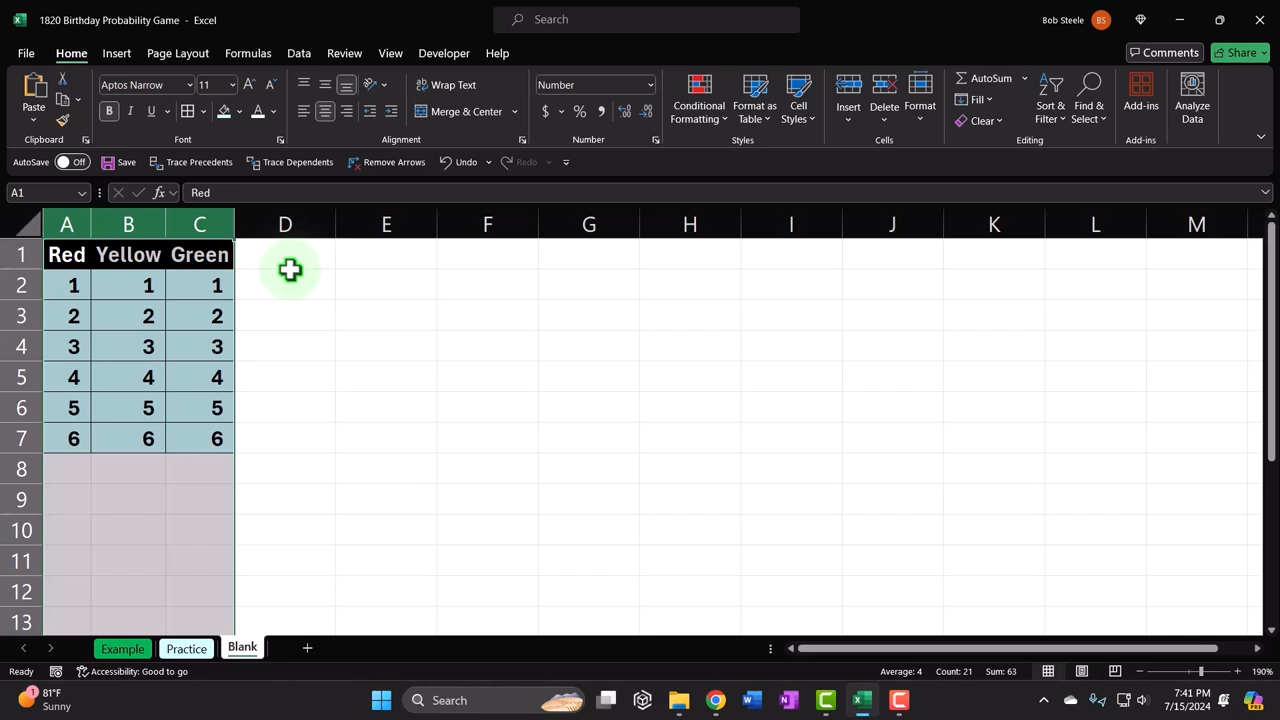 1820 Birthday Probability Game - Excel
Search
Bob Steele BS
File Home Insert Page Layout Formulas Data Review View Developer Help
Comments Share
Paste
Aptos Narrow 11
Wrap Text
Number
Conditional Formatting
Format as Table
Cell Styles
Insert
Delete
Format
AutoSum
Fill
Clear
Sort & Filter
Find & Select
Add-ins
Analyze Data
B I U A
Merge & Center
$ % 9
Clipboard Font Alignment Number Styles Cells Editing Add-ins
AutoSave Off Save Trace Precedents Trace Dependents Remove Arrows Undo Redo
A1 fx Red
A B C D E F G H I J K L M
1 Red Yellow Green
2 1 1 1
3 2 2 2
4 3 3 3
5 4 4 4
6 5 5 5
7 6 6 6
8
9
10
11
12
13
Example Practice Blank
Ready Accessibility: Good to go Average: 4 Count: 21 Sum: 63 190%
1 81°F
Sunny
Search
7:41 PM
7/15/2024